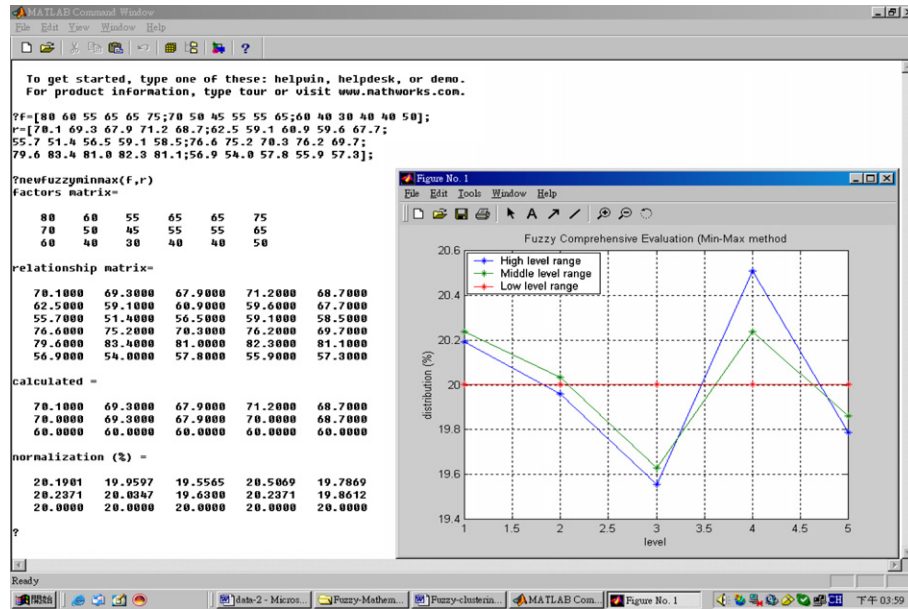 MATLAB Command Window
File Edit View Window Help
To get started, type one of these: helpwin, helpdesk, or demo.
For product information, type tour or visit www.mathworks.com.
?f=[80 60 55 65 65 75;70 50 45 55 55 65;60 40 30 40 40 50];
r=[70.1 69.3 67.9 71.2 68.7;62.5 59.1 60.9 59.6 67.7;
55.7 51.4 56.5 59.1 58.5;76.6 75.2 70.3 76.2 69.7;
79.6 83.4 81.0 82.3 81.1;56.9 54.0 57.8 55.9 57.3];
?newfuzzyminmax(f,r)
factors matrix=
80 60 55 65 65 75
70 50 45 55 55 65
60 40 30 40 40 50
relationship matrix=
70.1000 69.3000 67.9000 71.2000 68.7000
62.5000 59.1000 60.9000 59.6000 67.7000
55.7000 51.4000 56.5000 59.1000 58.5000
76.6000 75.2000 70.3000 76.2000 69.7000
79.6000 83.4000 81.0000 82.3000 81.1000
56.9000 54.0000 57.8000 55.9000 57.3000
calculated =
70.1000 69.3000 67.9000 71.2000 68.7000
70.0000 69.3000 67.9000 70.0000 68.7000
60.0000 60.0000 60.0000 60.0000 60.0000
normalization (%) =
20.1901 19.9597 19.5565 20.5069 19.7869
20.2371 20.0347 19.6300 20.2371 19.8612
20.0000 20.0000 20.0000 20.0000 20.0000
?
Figure No. 1
File Edit Tools Window Help
Fuzzy Comprehensive Evaluation (Min-Max method
High level range
Middle level range
Low level range
20.6
20.4
20.2
20
19.8
19.6
19.4
distribution (%)
1 1.5 2 2.5 3 3.5 4 4.5 5
level
Ready
開始
data-2 - Micros...
Fuzzy-Mathem...
Fuzzy-clusterin...
MATLAB Com...
Figure No. 1
CH
下午 03:59